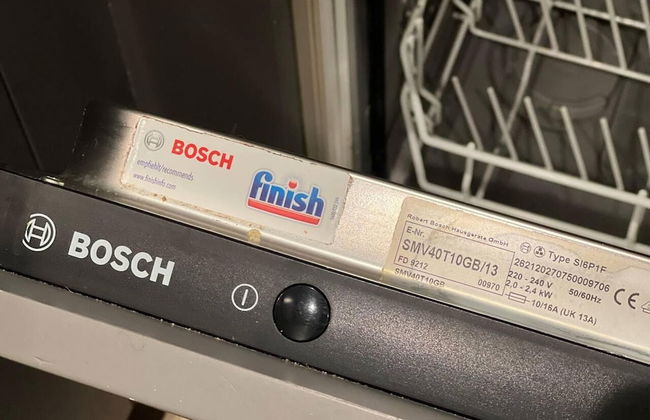 BOSCH
empfiehlt/recommends
www.finishinfo.com
finish
BOSCH
Robert Bosch Hausgeräte GmbH
E-Nr.
SMV40T10GB/13
FD 9212
SMV40T10GB
00970
Type SI6P1F
262120270750009706
220 - 240 V
50/60Hz
2,0 - 2,4 kW
10/16A (UK 13A)
CE